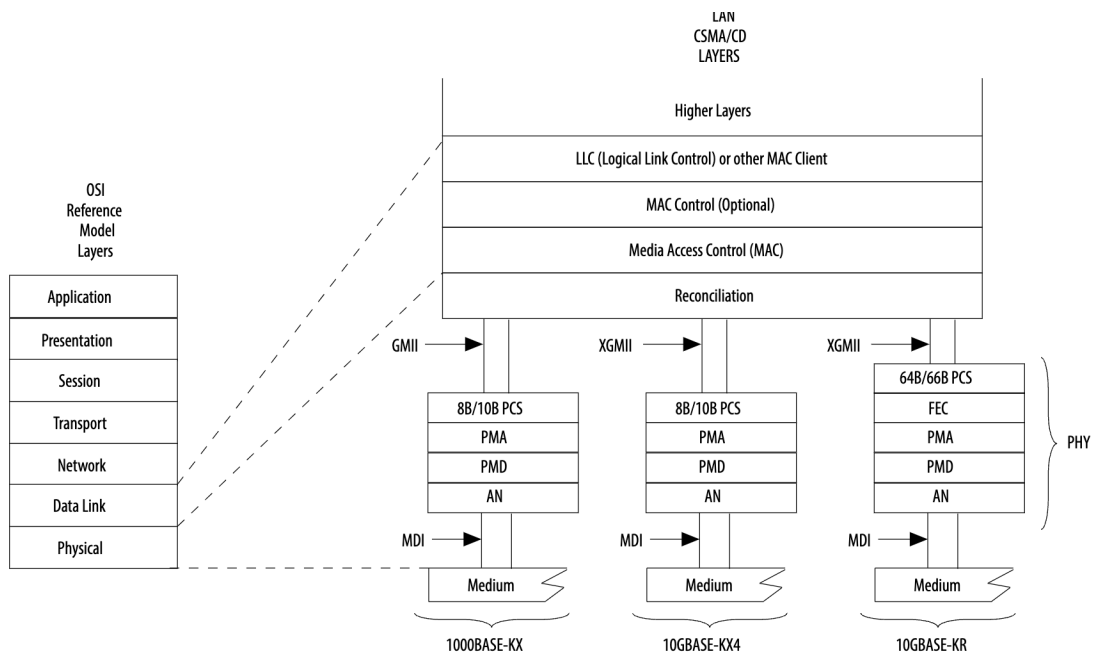 LAN
CSMA/CD
LAYERS
Higher Layers
LLC (Logical Link Control) or other MAC Client
MAC Control (Optional)
Media Access Control (MAC)
Reconciliation
OSI
Reference
Model
Layers
Application
Presentation
Session
Transport
Network
Data Link
Physical
GMII
8B/10B PCS
PMA
PMD
AN
MDI
Medium
1000BASE-KX
XGMII
8B/10B PCS
PMA
PMD
AN
MDI
Medium
10GBASE-KX4
XGMII
64B/66B PCS
FEC
PMA
PMD
AN
PHY
MDI
Medium
10GBASE-KR